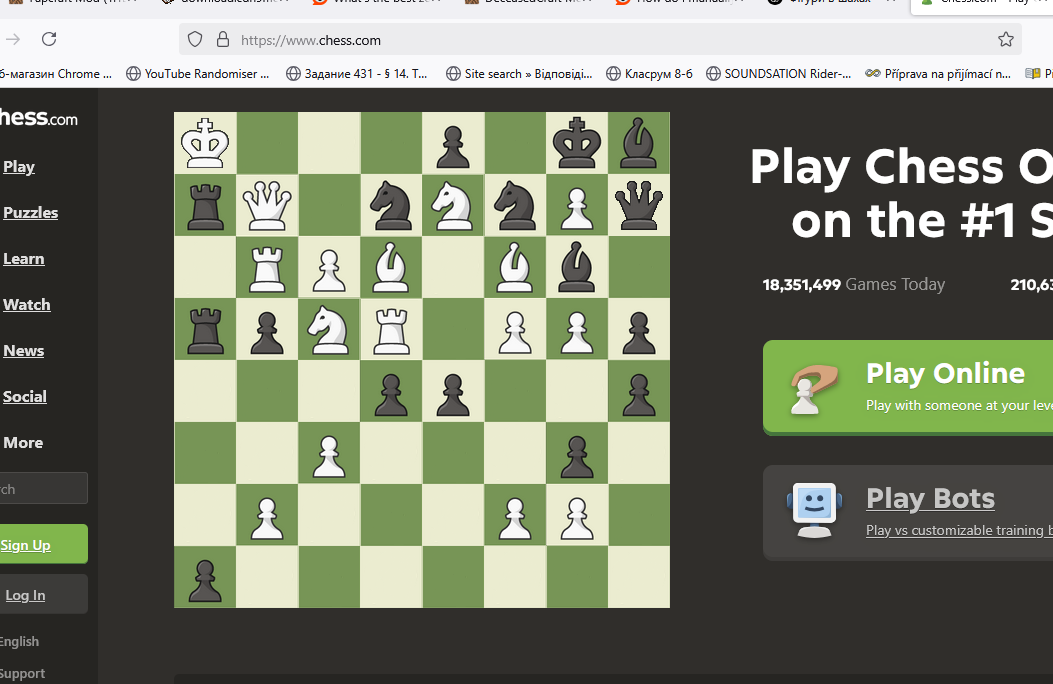 https://www.chess.com
б-магазин Chrome ...
YouTube Randomiser ...
Задание 431 - § 14. Т...
Site search » Відповіді...
Класрум 8-б
SOUNDSATION Rider-...
Příprava na přijímací n...
hess.com
Play
Puzzles
Learn
Watch
News
Social
More
rch
Sign Up
Log In
English
Support
Play Chess O
on the #1 S
18,351,499 Games Today
210,63
Play Online
Play with someone at your leve
Play Bots
Play vs customizable training b